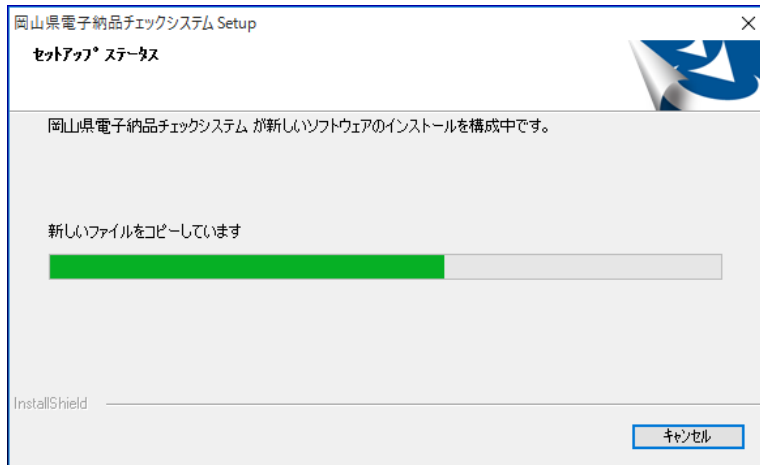 岡山県電子納品チェックシステム Setup
ｾｯﾄｱｯﾌﾟ ｽﾃｰﾀｽ
岡山県電子納品チェックシステム が新しいソフトウェアのインストールを構成中です。
新しいファイルをコピーしています
InstallShield
ｷｬﾝｾﾙ